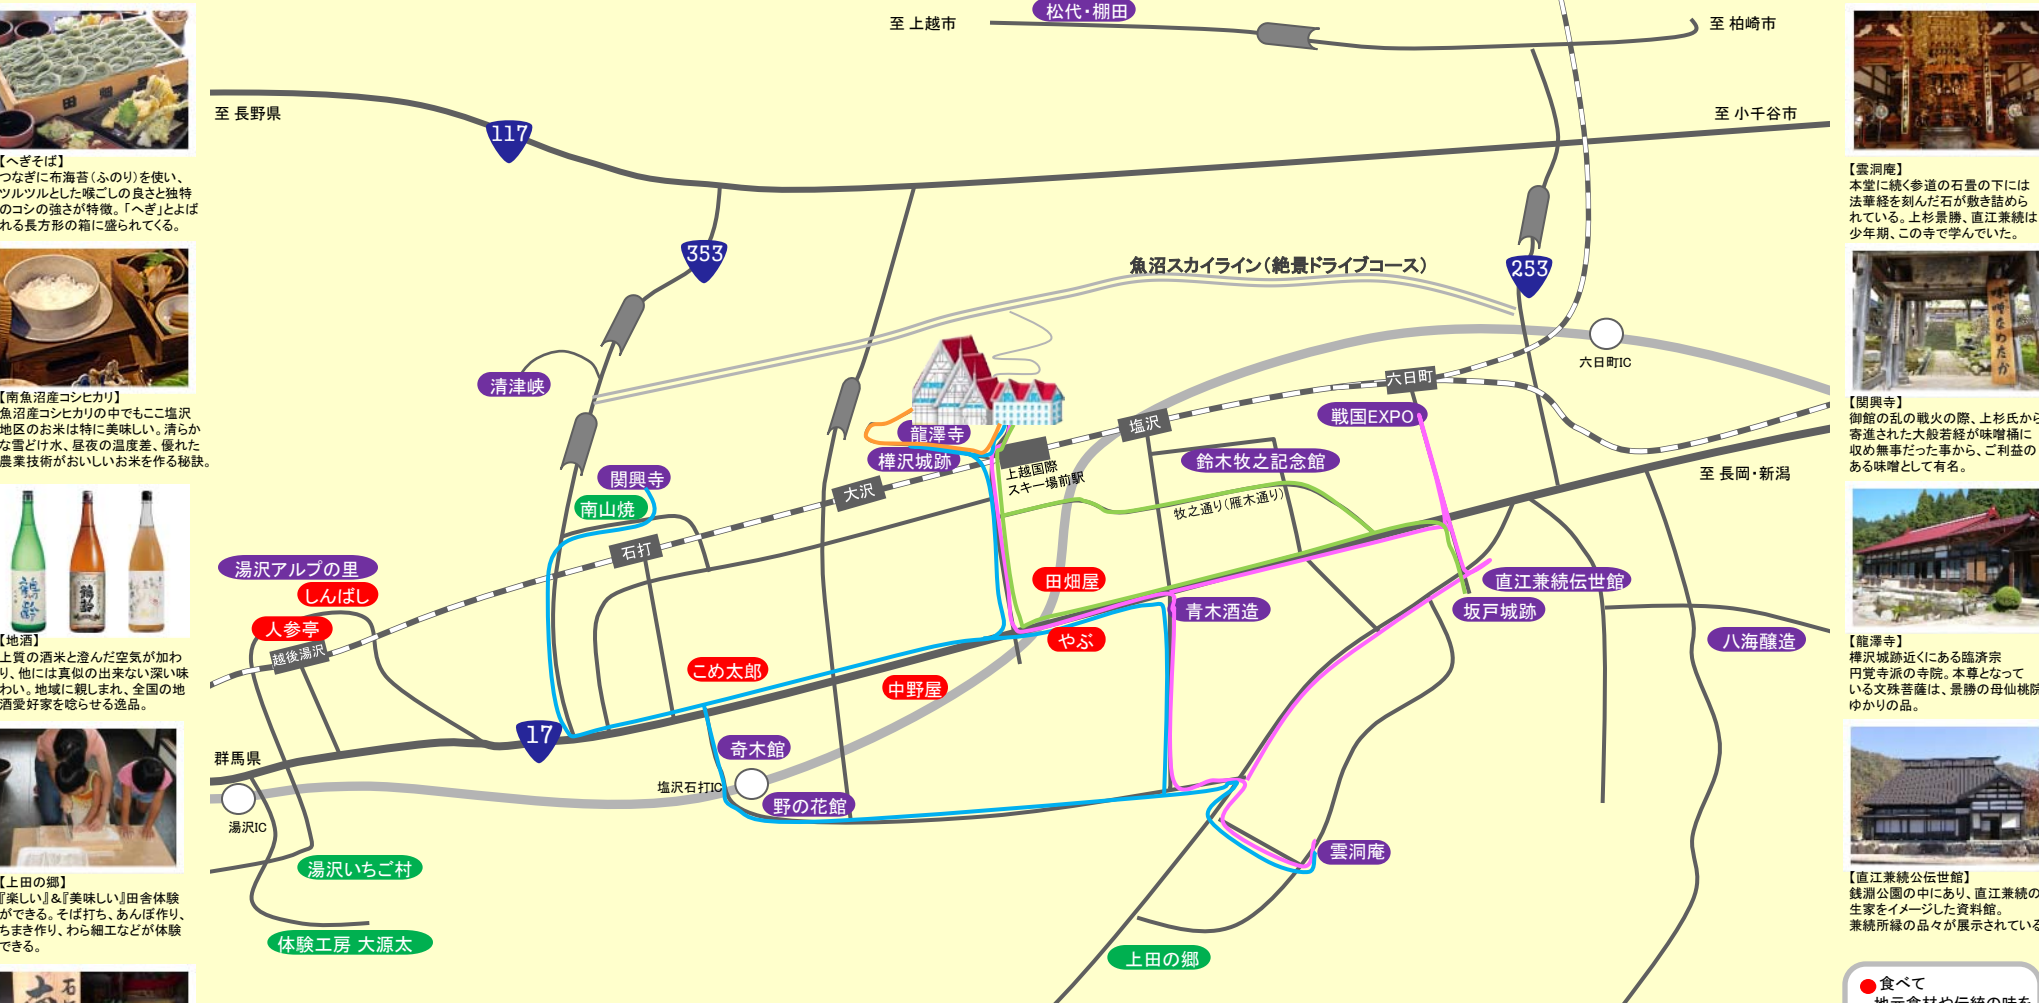 松代・棚田
至 上越市
至 柏崎市
至 長野県
117
至 小千谷市
353
魚沼スカイライン（絶景ドライブコース）
253
六日町IC
清津峡
六日町
戦国EXPO
塩沢
龍澤寺
樺沢城跡
鈴木牧之記念館
上越国際
スキー場前駅
至 長岡・新潟
関興寺
大沢
南山焼
牧之通り（雁木通り）
石打
湯沢アルプの里
しんばし
田畑屋
直江兼続伝世館
人参亭
青木酒造
坂戸城跡
越後湯沢
やぶ
八海醸造
こめ太郎
中野屋
17
群馬県
寄木館
塩沢石打IC
野の花館
湯沢IC
雲洞庵
湯沢いちご村
体験工房 大源太
上田の郷
田畑
【へぎそば】
つなぎに布海苔（ふのり）を使い、
ツルツルとした喉ごしの良さと独特
のコシの強さが特徴。「へぎ」とよば
れる長方形の箱に盛られてくる。
【南魚沼産コシヒカリ】
魚沼産コシヒカリの中でもここ塩沢
地区のお米は特に美味しい。清らか
な雪どけ水、昼夜の温度差、優れた
農業技術がおいしいお米を作る秘訣。
鶴齢
鶴齢
【地酒】
上質の酒米と澄んだ空気が加わ
り、他には真似の出来ない深い味
わい。地域に親しまれ、全国の地
酒愛好家を唸らせる逸品。
【上田の郷】
『楽しい』&『美味しい』田舎体験
ができる。そば打ち、あんぼ作り、
ちまき作り、わら細工などが体験
できる。
【雲洞庵】
本堂に続く参道の石畳の下には
法華経を刻んだ石が敷き詰めら
れている。上杉景勝、直江兼続は
少年期、この寺で学んでいた。
味噌なめたか
【関興寺】
御館の乱の戦火の際、上杉氏から
寄進された大般若経が味噌桶に
収め無事だった事から、ご利益の
ある味噌として有名。
【龍澤寺】
樺沢城跡近くにある臨済宗
円覚寺派の寺院。本尊となって
いる文殊菩薩は、景勝の母仙桃院
ゆかりの品。
【直江兼続公伝世館】
銭淵公園の中にあり、直江兼続の
生家をイメージした資料館。
兼続所縁の品々が展示されている
食べて
地元食材や伝統の味を